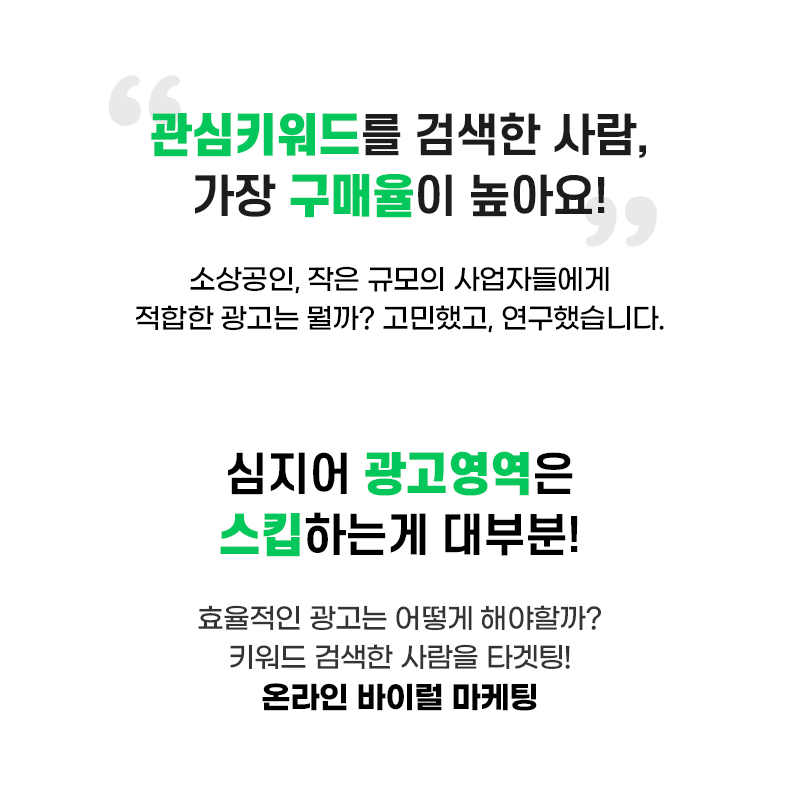 “관심키워드를 검색한 사람,
가장 구매율이 높아요!”
소상공인, 작은 규모의 사업자들에게
적합한 광고는 뭘까? 고민했고, 연구했습니다.
심지어 광고영역은
스킵하는게 대부분!
효율적인 광고는 어떻게 해야할까?
키워드 검색한 사람을 타겟팅!
온라인 바이럴 마케팅